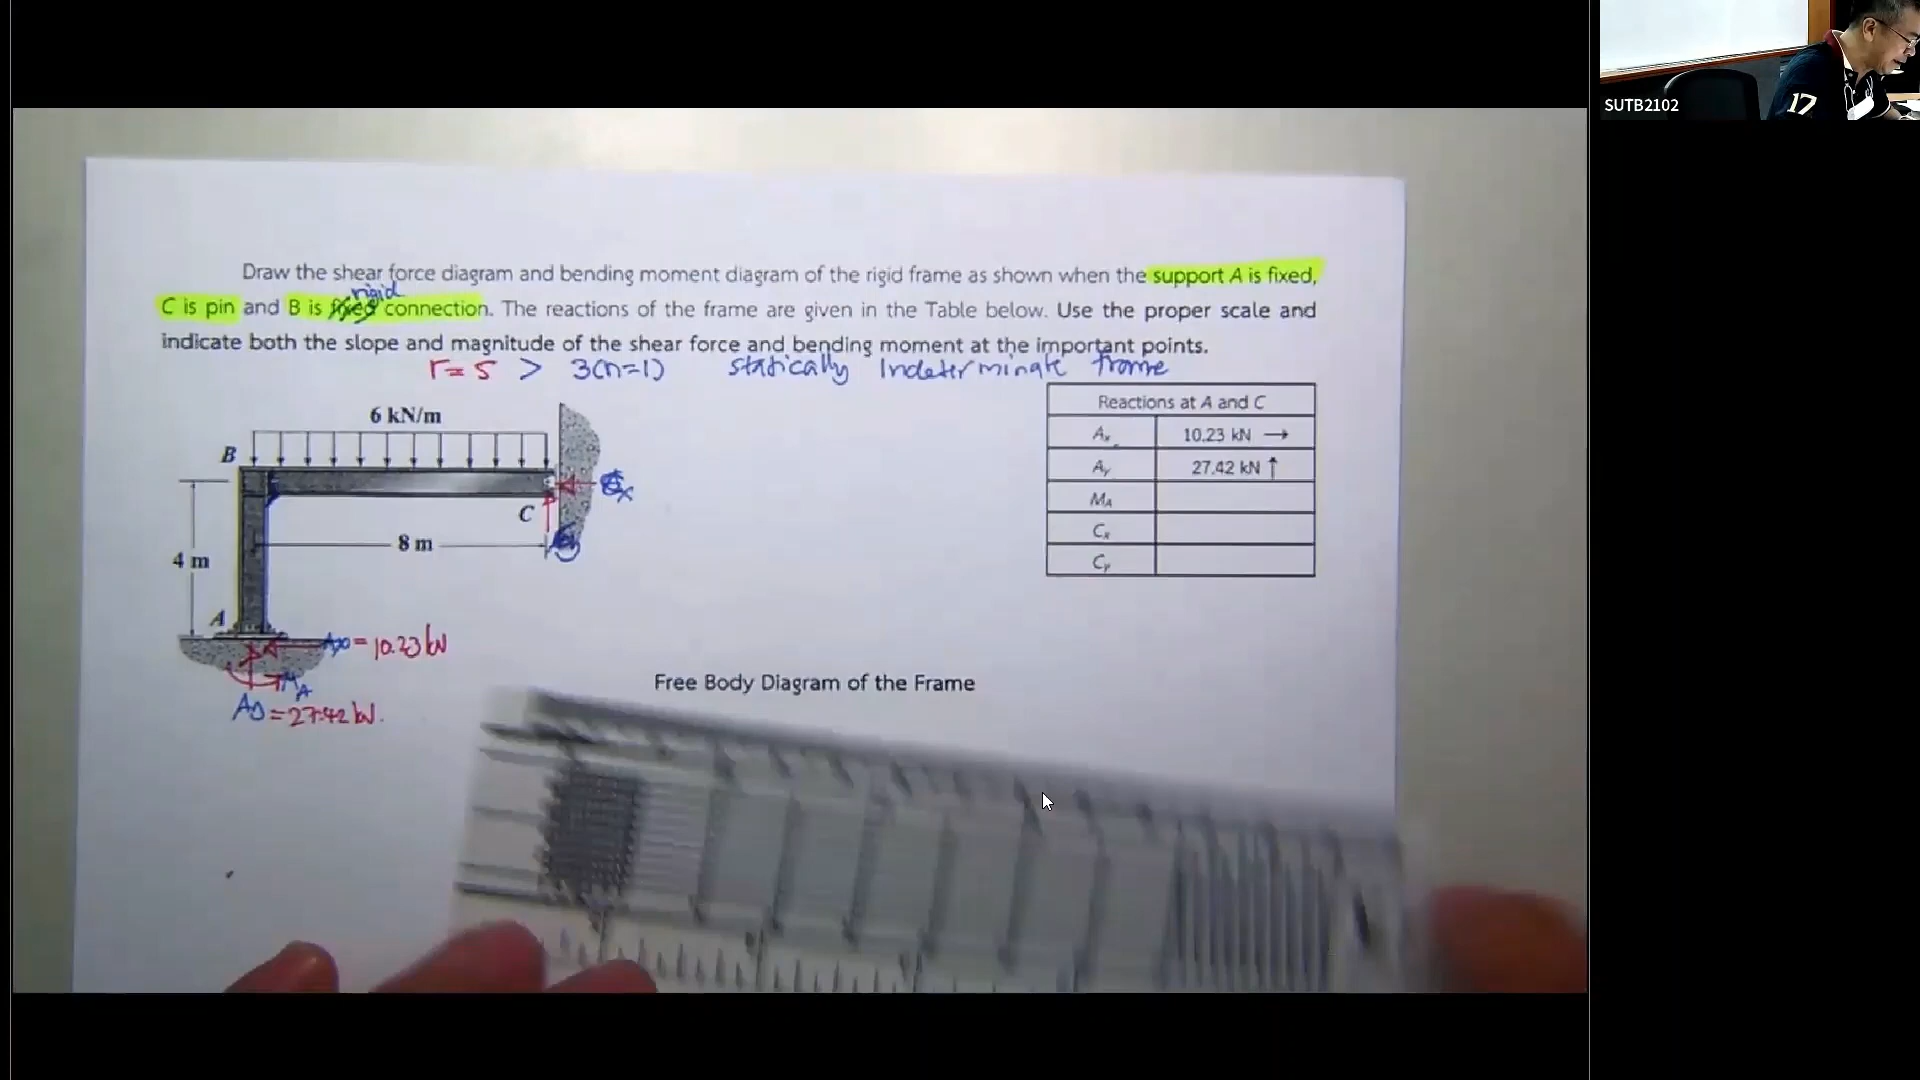 SUTB2102
17
Draw the shear force diagram and bending moment diagram of the rigid frame as shown when the support A is fixed,
rigid
C is pin and B is fixed connection. The reactions of the frame are given in the Table below. Use the proper scale and
indicate both the slope and magnitude of the shear force and bending moment at the important points.
r = 5 > 3(n=1) statically Indeterminate frame
Reactions at A and C
Ax 10.23 kN →
Ay 27.42 kN ↑
MA
Cx
Cy
6 kN/m
B
C
8 m
4 m
A
= 10.23 kN
MA
= 27.42 kN.
Free Body Diagram of the Frame